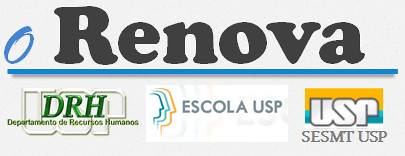 o Renova
DRH
Departamento de Recursos Humanos
ESCOLA USP
USP
SESMT USP